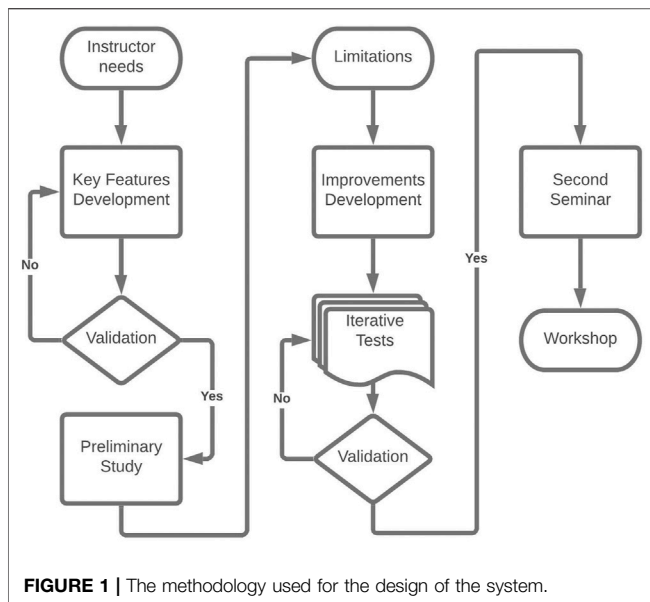 Instructor
needs
Key Features
Development
No
Validation
Yes
Preliminary
Study
Limitations
Improvements
Development
Iterative
Tests
No
Validation
Yes
Second
Seminar
Workshop
FIGURE 1 | The methodology used for the design of the system.